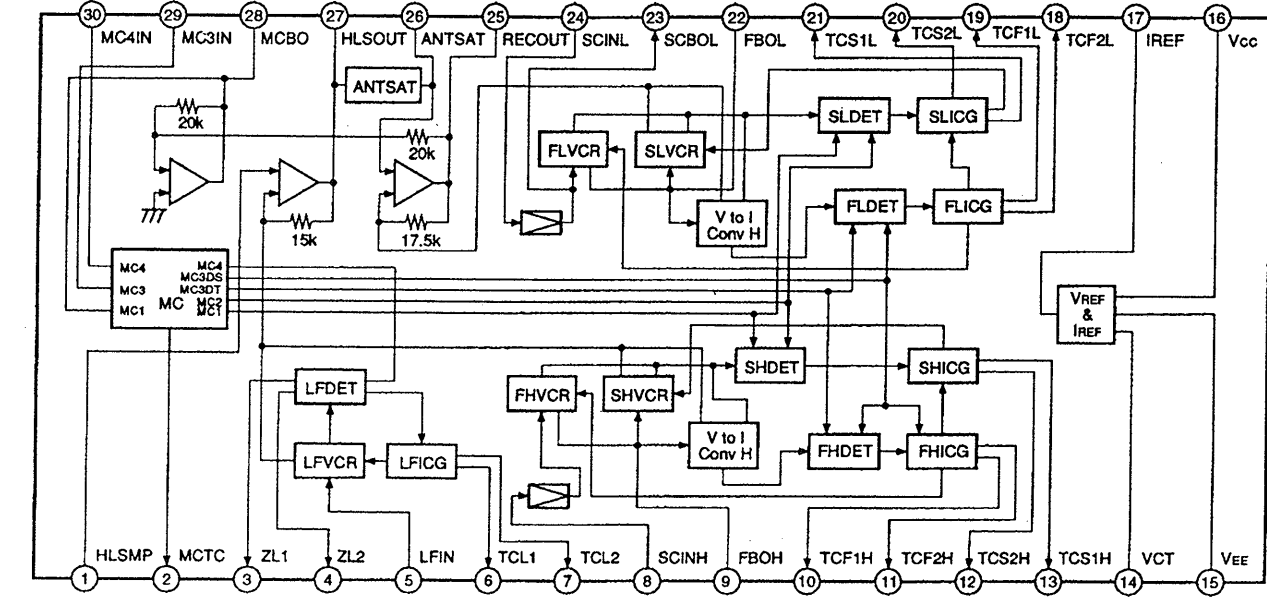 30 29 28 27 26 25 24 23 22 21 20 19 18 17 16
MC4IN MC3IN MCBO HLSOUT ANTSAT RECOUT SCINL SCBOL FBOL TCS1L TCS2L TCF1L TCF2L IREF Vcc
ANTSAT
20k
20k
15k
17.5k
FLVCR
SLVCR
SLDET
SLICG
V to I
Conv H
FLDET
FLICG
MC4 MC4
MC3DS
MC3 MC3DT
MC
MC2
MC1 MC1
VREF
&
IREF
LFDET
LFVCR
LFICG
FHVCR
SHVCR
SHDET
SHICG
V to I
Conv H
FHDET
FHICG
HLSMP MCTC ZL1 ZL2 LFIN TCL1 TCL2 SCINH FBOH TCF1H TCF2H TCS2H TCS1H VCT VEE
1 2 3 4 5 6 7 8 9 10 11 12 13 14 15